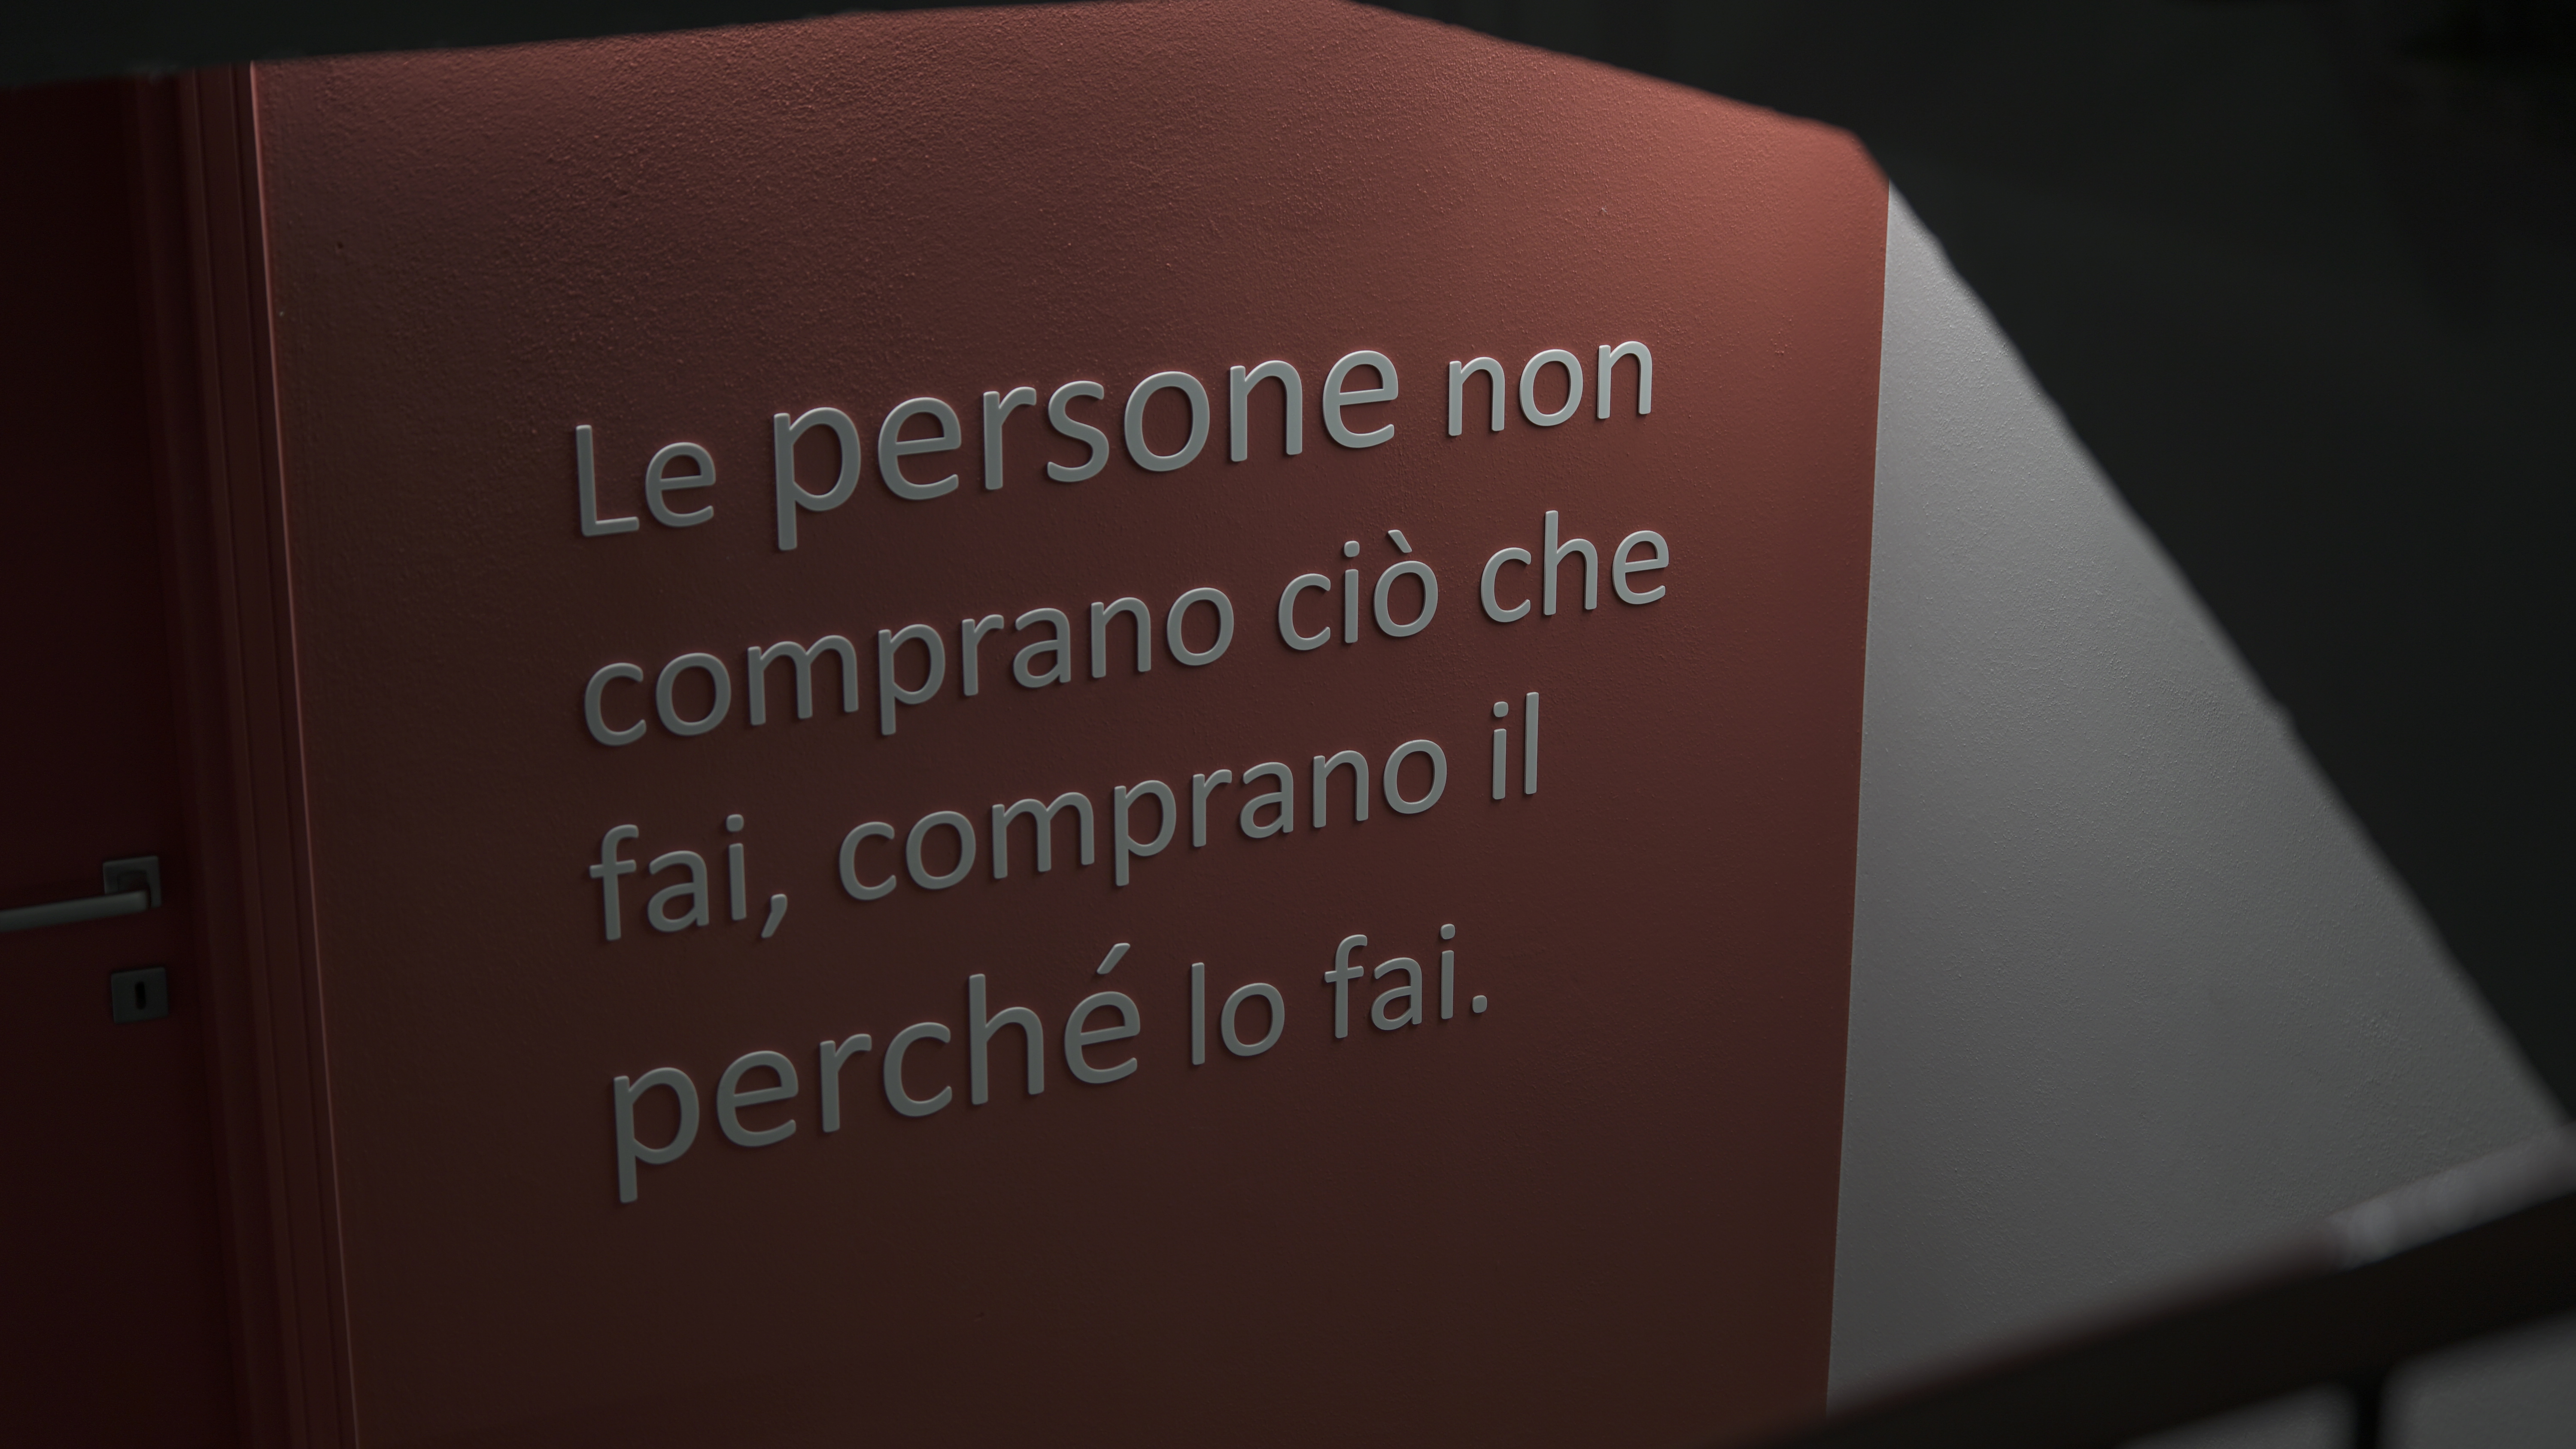 Le persone non
comprano ciò che
fai, comprano il
perché lo fai.